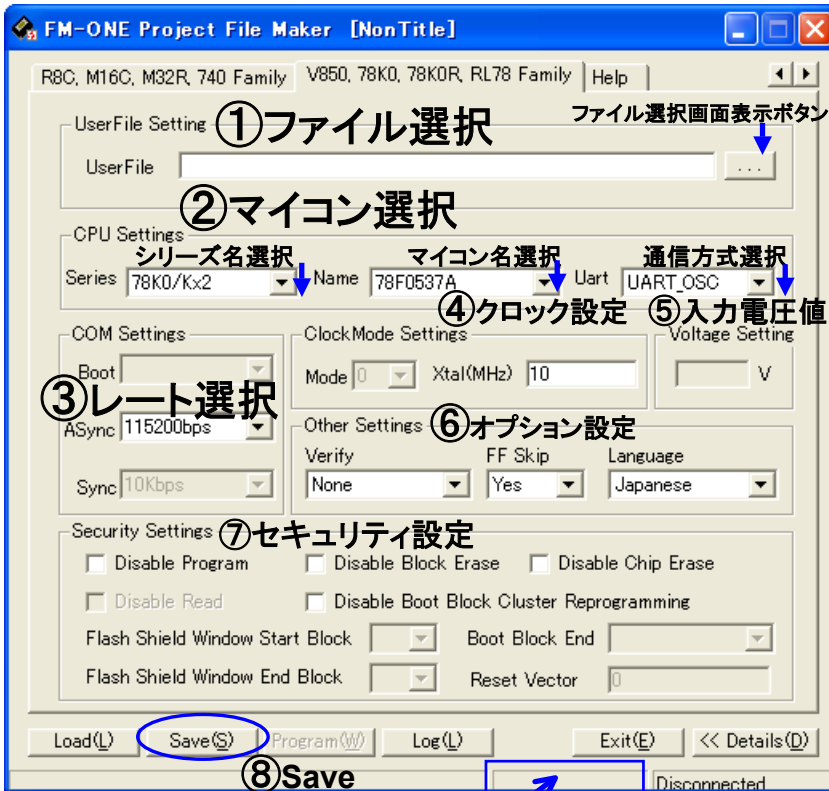 FM-ONE Project File Maker [NonTitle]
R8C, M16C, M32R, 740 Family V850, 78K0, 78K0R, RL78 Family Help
UserFile Setting ①ファイル選択 ファイル選択画面表示ボタン
UserFile ...
②マイコン選択
CPU Settings
シリーズ名選択 マイコン名選択 通信方式選択
Series 78K0/Kx2 Name 78F0537A Uart UART_OSC
④クロック設定 ⑤入力電圧値
COM Settings ClockMode Settings Voltage Setting
Boot Mode 0 Xtal(MHz) 10 V
③レート選択
ASync 115200bps Other Settings ⑥オプション設定
Verify FF Skip Language
Sync 10Kbps None Yes Japanese
Security Settings ⑦セキュリティ設定
Disable Program Disable Block Erase Disable Chip Erase
Disable Read Disable Boot Block Cluster Reprogramming
Flash Shield Window Start Block Boot Block End
Flash Shield Window End Block Reset Vector 0
Load(L) Save(S) Program(W) Log(L) Exit(E) << Details(D)
⑧Save
Disconnected